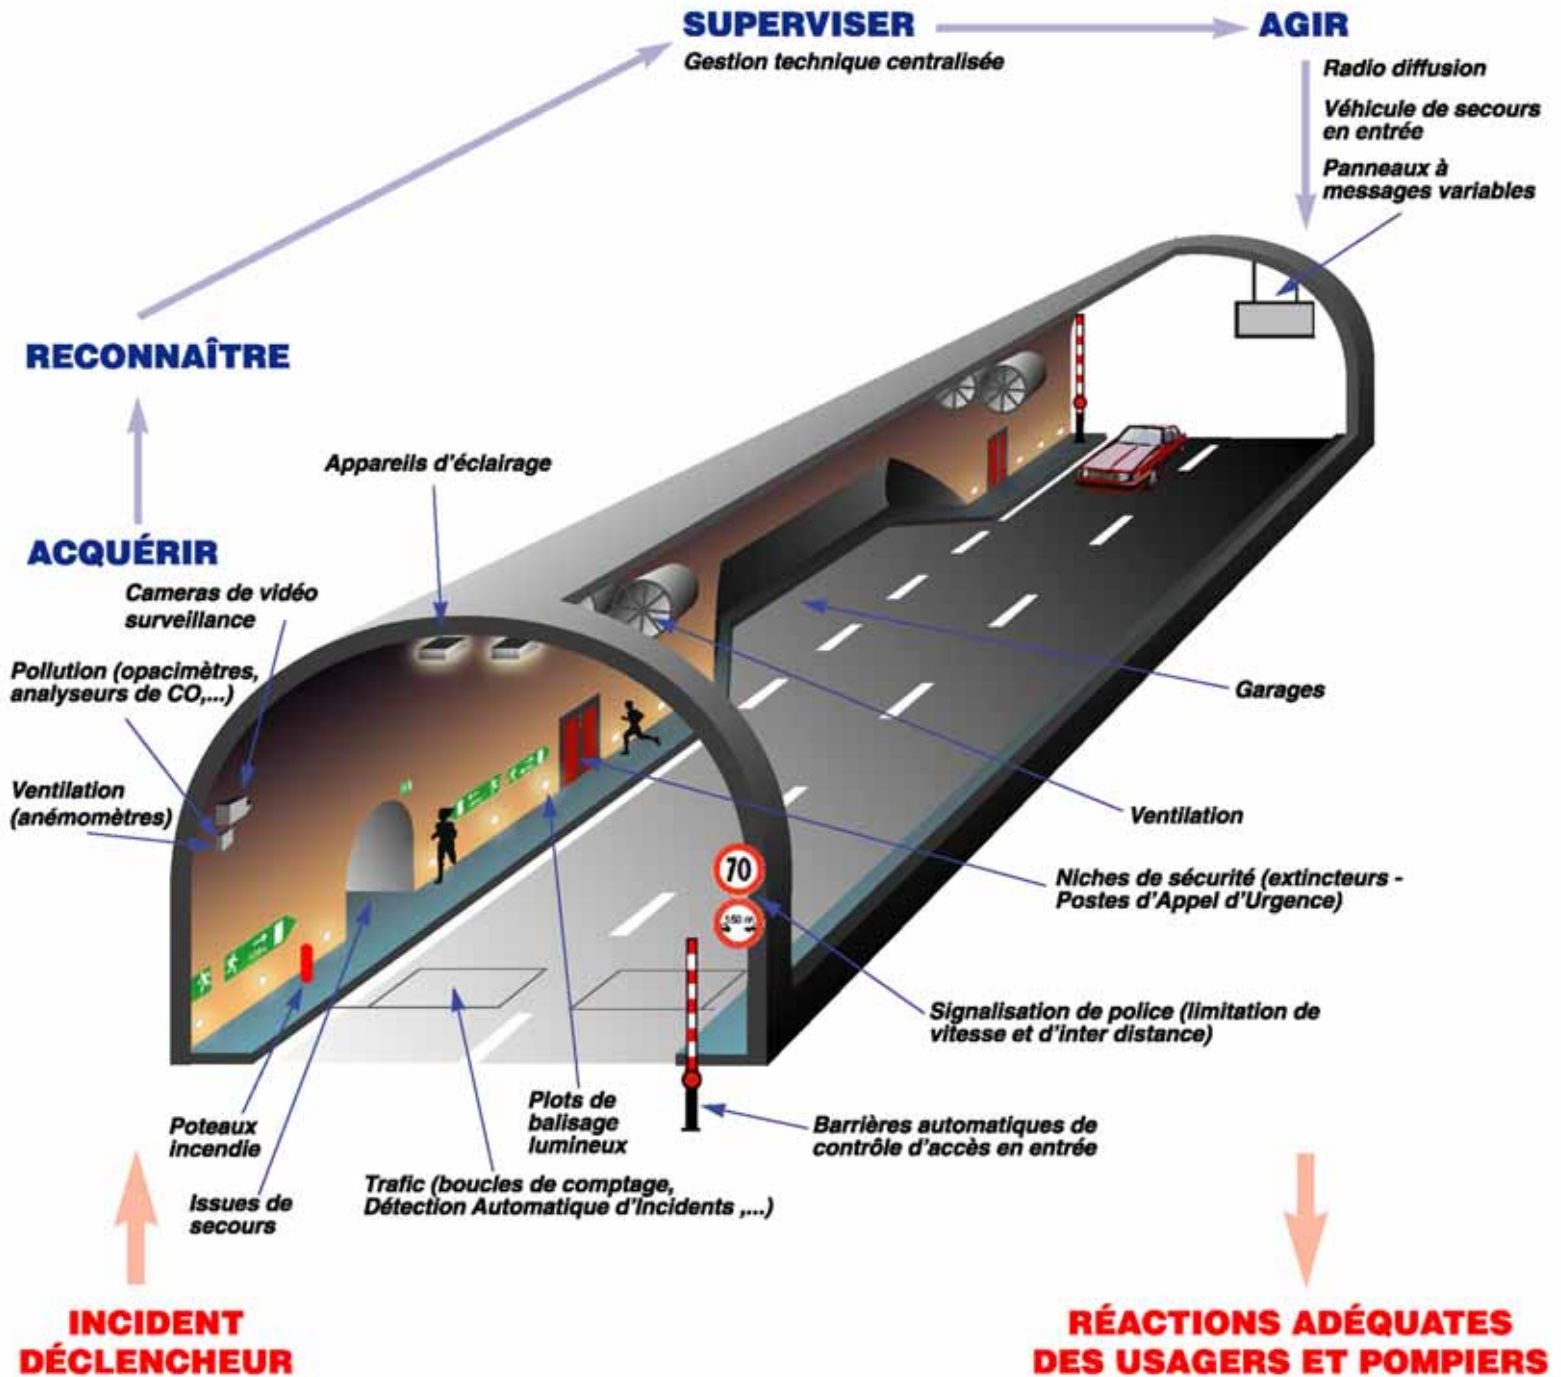 SUPERVISER
Gestion technique centralisée
AGIR
Radio diffusion
Véhicule de secours
en entrée
Panneaux à
messages variables
RECONNAÎTRE
Appareils d'éclairage
ACQUÉRIR
Cameras de vidéo
surveillance
Pollution (opacimètres,
analyseurs de CO,...)
Ventilation
(anémomètres)
Garages
Ventilation
Niches de sécurité (extincteurs -
Postes d'Appel d'Urgence)
70
150 m
Signalisation de police (limitation de
vitesse et d'inter distance)
Barrières automatiques de
contrôle d'accès en entrée
Plots de
balisage
lumineux
Poteaux
incendie
Trafic (boucles de comptage,
Détection Automatique d'Incidents ,...)
Issues de
secours
INCIDENT
DÉCLENCHEUR
RÉACTIONS ADÉQUATES
DES USAGERS ET POMPIERS